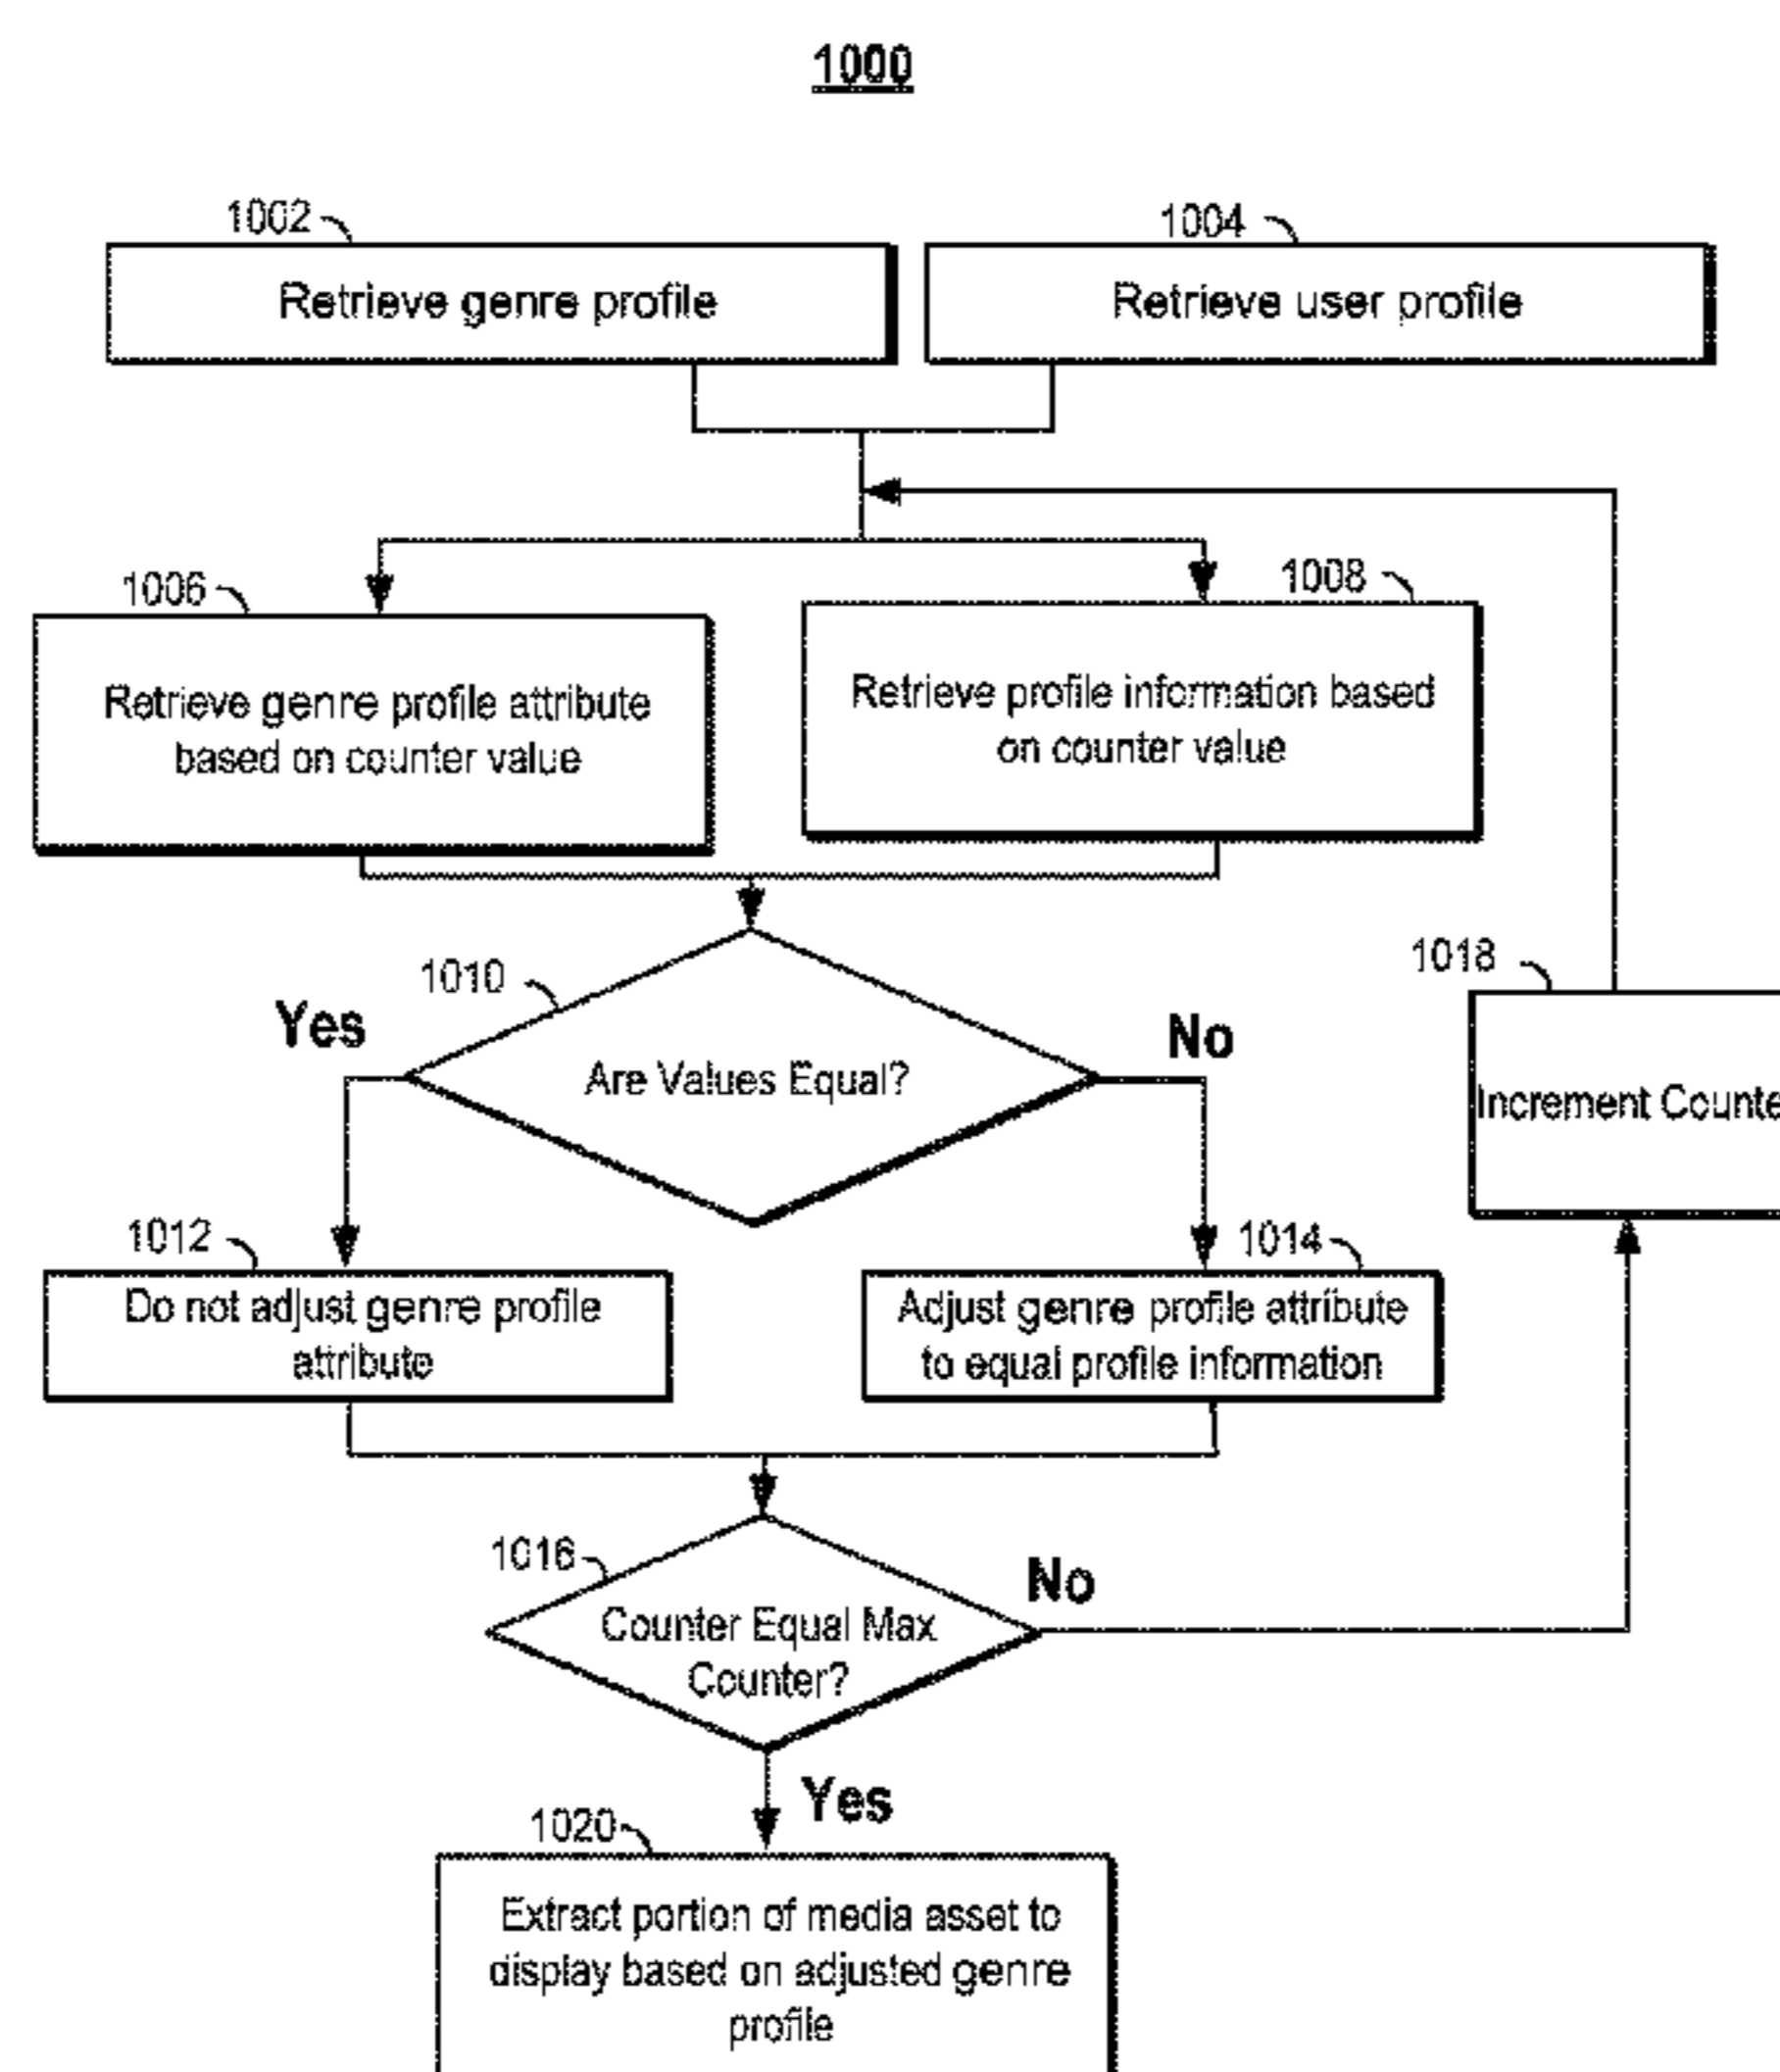 1000
1002
1004
Retrieve genre profile
Retrieve user profile
1006
1008
Retrieve genre profile attribute
based on counter value
Retrieve profile information based
on counter value
1010
Yes
No
Are Values Equal?
1018
Increment Counte
1012
1014
Do not adjust genre profile
attribute
Adjust genre profile attribute
to equal profile information
1016
No
Counter Equal Max
Counter?
Yes
1020
Extract portion of media asset to
display based on adjusted genre
profile